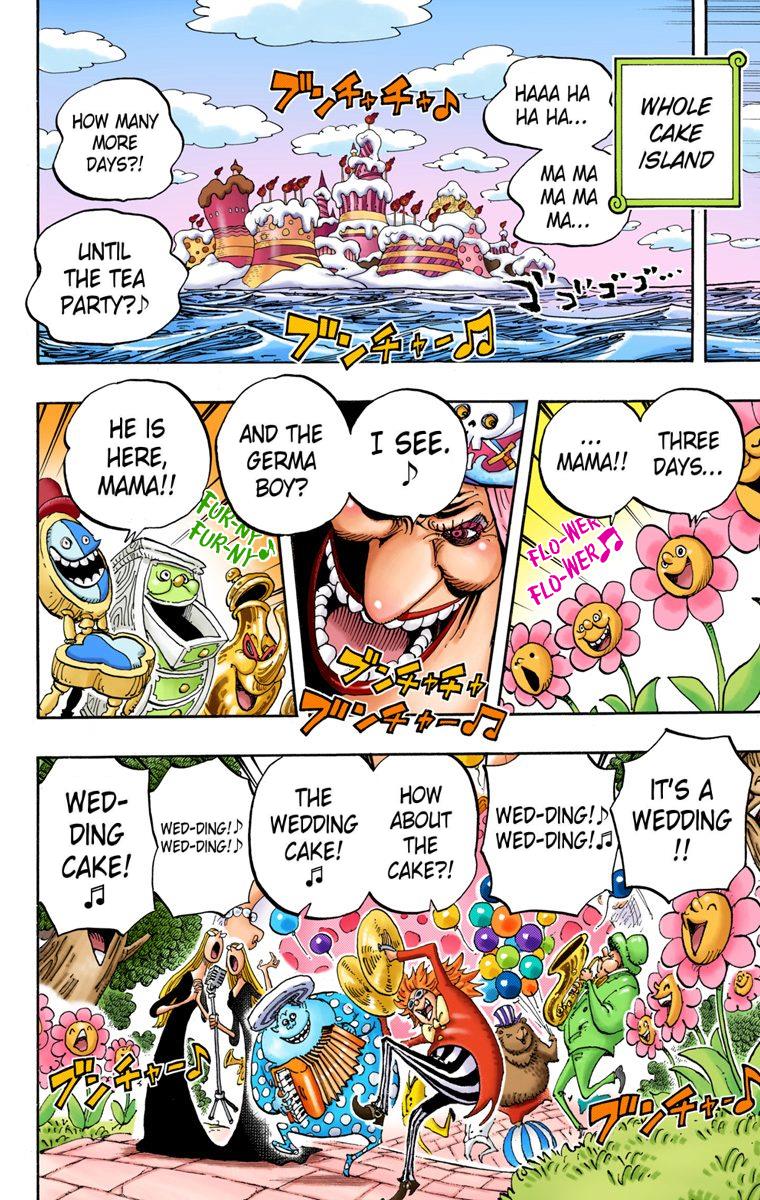 WHOLE
CAKE
ISLAND
HAAA HA
HA HA...
MA MA
MA MA
MA...
ブンチャチャ♪
HOW MANY
MORE
DAYS?!
UNTIL
THE TEA
PARTY?♪
ゴゴゴゴ...
ブンチャー♫
THREE
DAYS...
...
MAMA!!
FLO-WER
FLO-WER♫
I SEE.
♪
AND THE
GERMA
BOY?
ブンチャチャ
ブンチャー♫
HE IS
HERE,
MAMA!!
FUR-NY
FUR-NY♪
IT'S A
WEDDING
!!
WED-DING!♪
WED-DING!♫
HOW
ABOUT
THE
CAKE?!
THE
WEDDING
CAKE!
♫
WED-DING!♪
WED-DING!♪
WED-
DING
CAKE!
♫
ブンチャー♪
ブンチャー♪